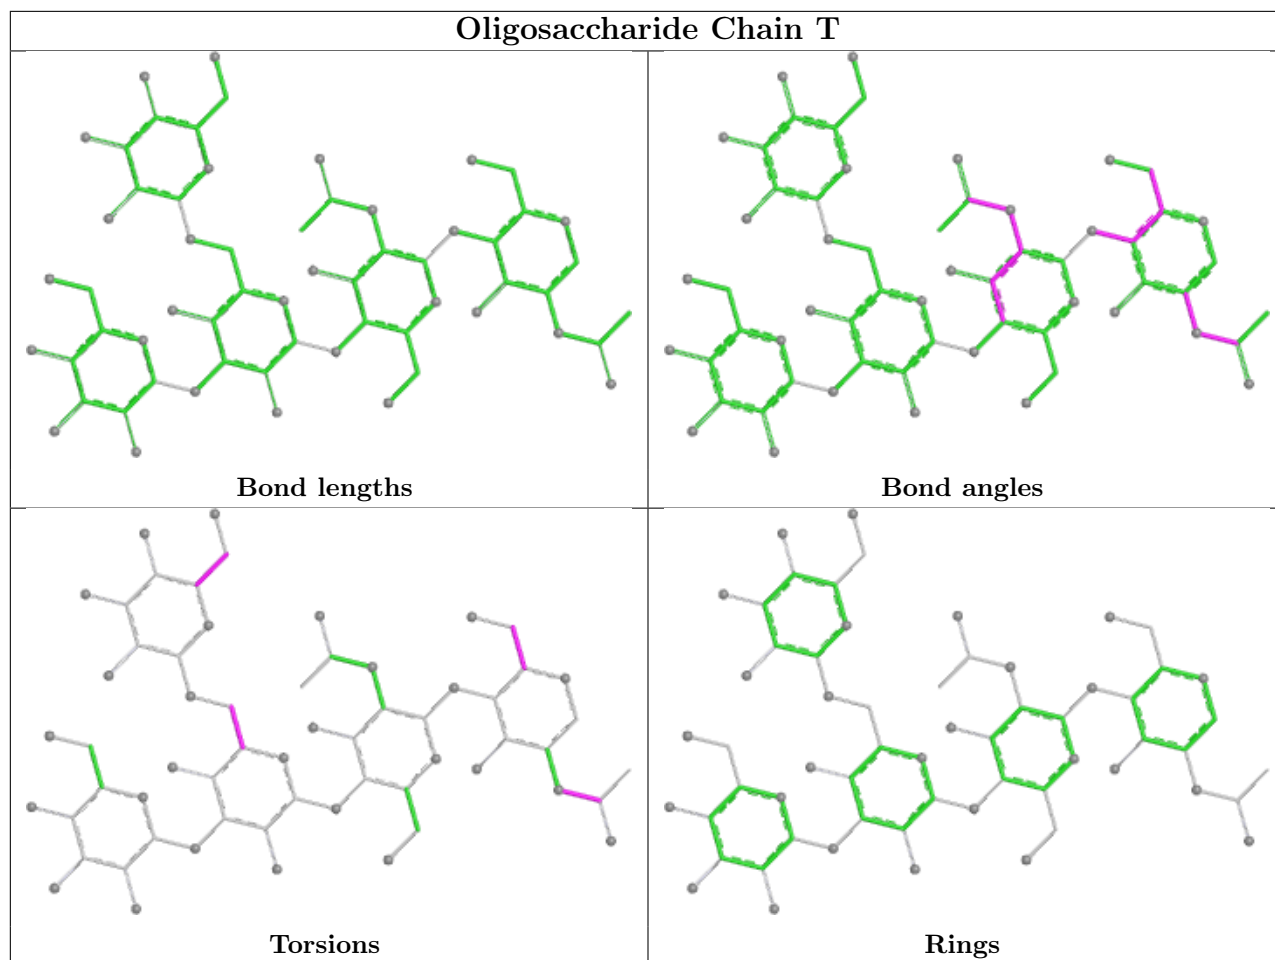 Oligosaccharide Chain T
Bond lengths
Bond angles
Torsions
Rings